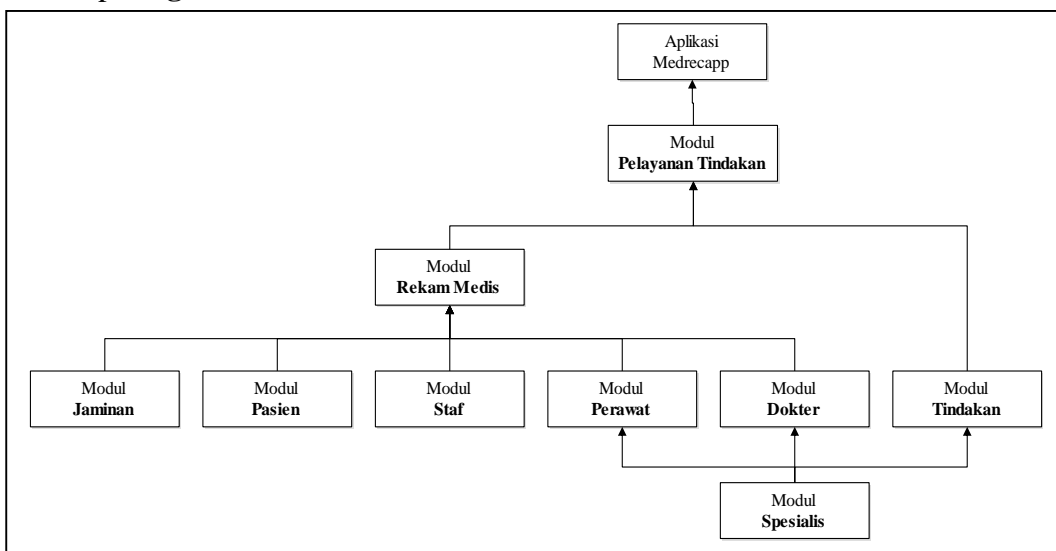 Aplikasi
Medrecapp
Modul
Pelayanan Tindakan
Modul
Rekam Medis
Modul
Jaminan
Modul
Pasien
Modul
Staf
Modul
Perawat
Modul
Dokter
Modul
Tindakan
Modul
Spesialis